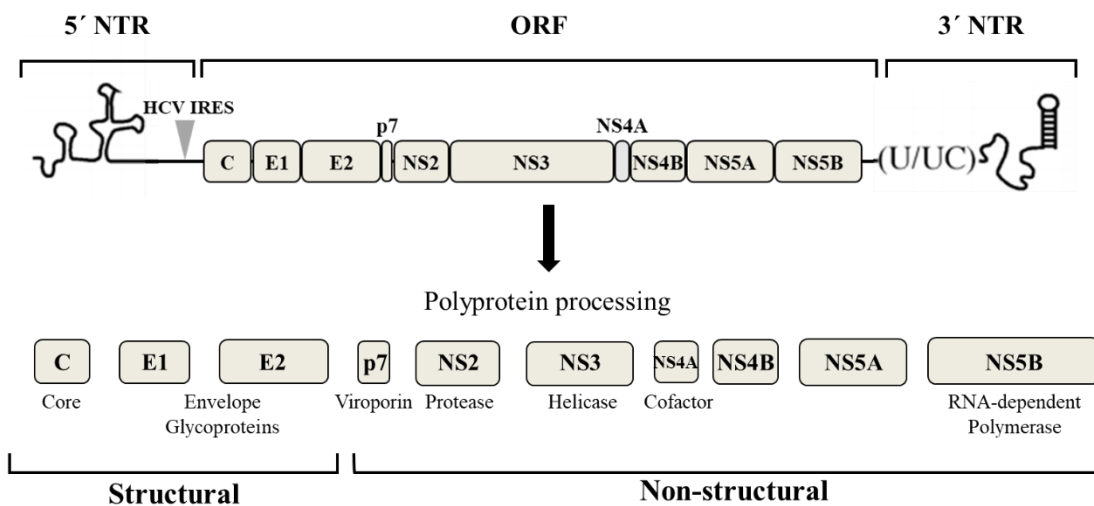 5´ NTR ORF 3´ NTR
HCV IRES
p7 NS4A
C E1 E2 NS2 NS3 NS4B NS5A NS5B (U/UC)
Polyprotein processing
C E1 E2 p7 NS2 NS3 NS4A NS4B NS5A NS5B
Core Envelope Viroporin Protease Helicase Cofactor RNA-dependent
Glycoproteins Polymerase
Structural Non-structural